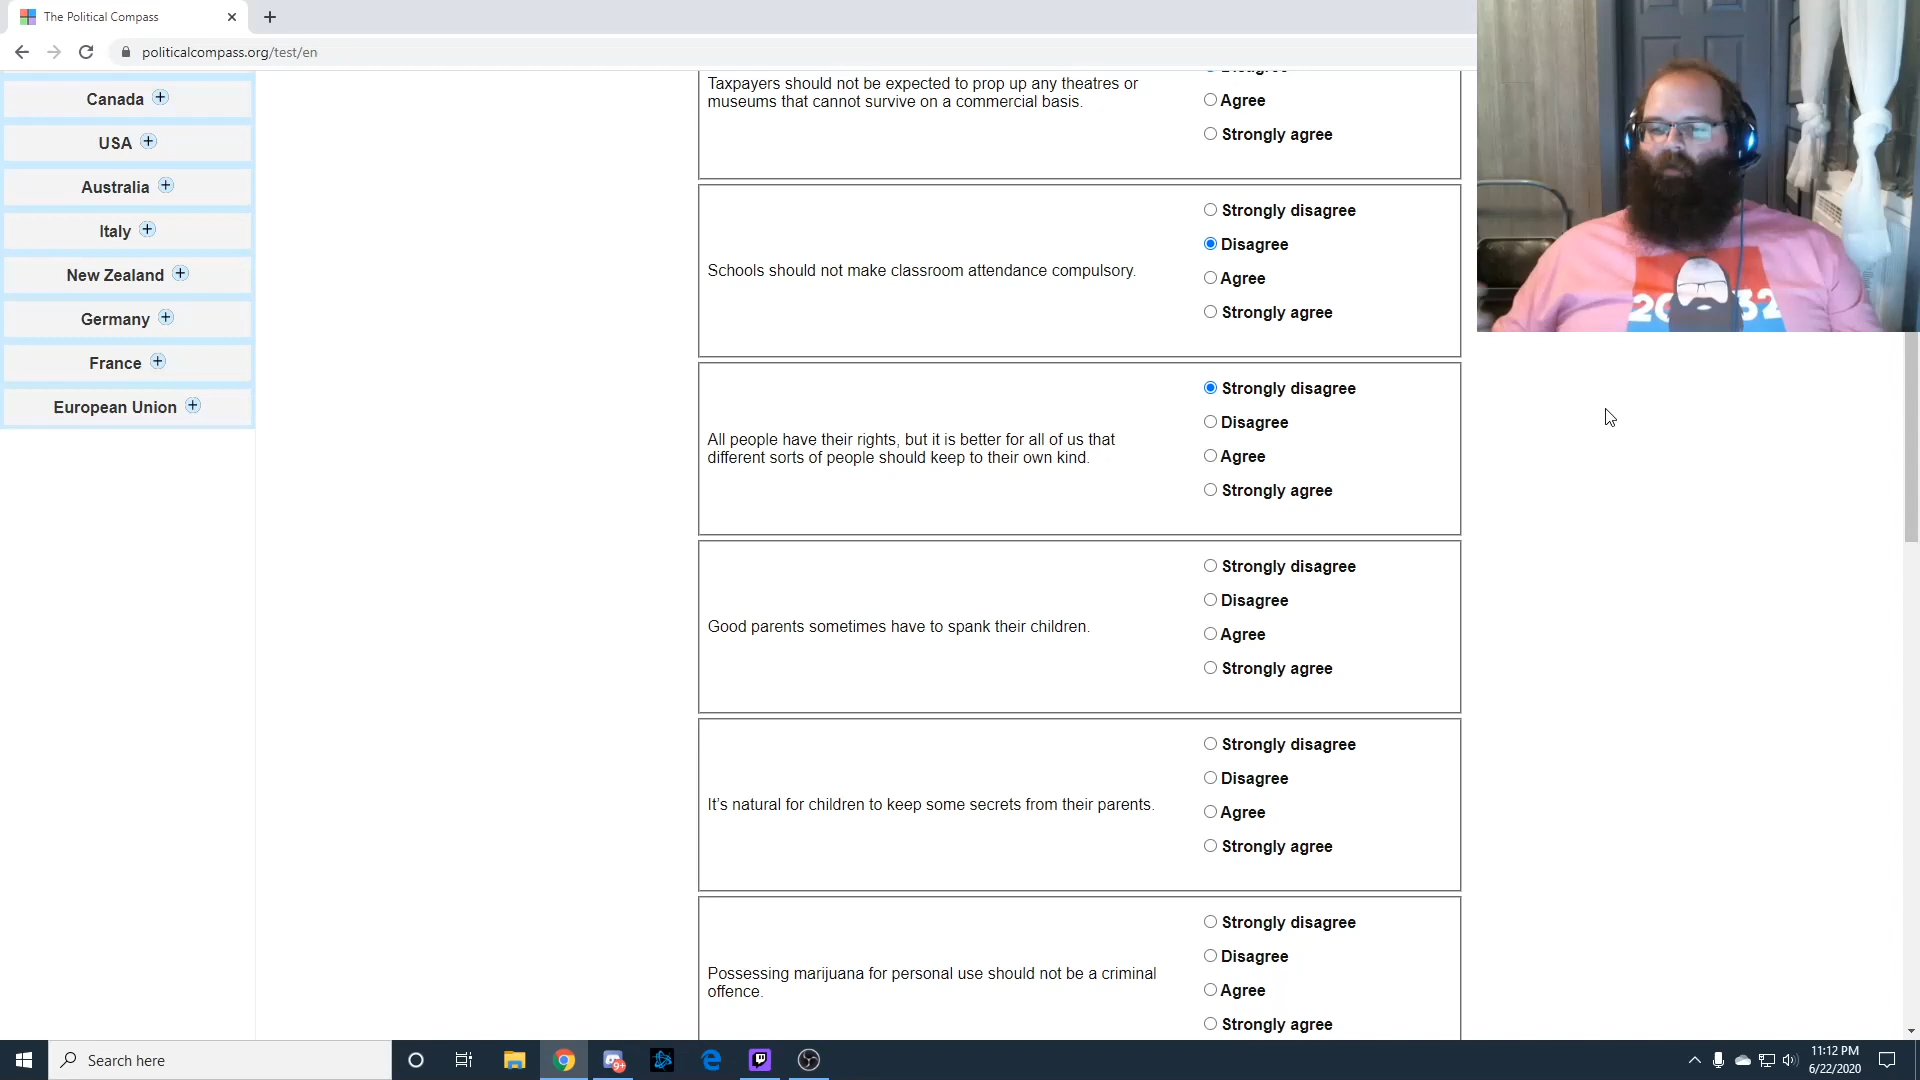 The Political Compass
politicalcompass.org/test/en
Canada
USA
Australia
Italy
New Zealand
Germany
France
European Union
Disagree
Taxpayers should not be expected to prop up any theatres or
museums that cannot survive on a commercial basis.
Agree
Strongly agree
Schools should not make classroom attendance compulsory.
Strongly disagree
Disagree
Agree
Strongly agree
All people have their rights, but it is better for all of us that
different sorts of people should keep to their own kind.
Strongly disagree
Disagree
Agree
Strongly agree
Good parents sometimes have to spank their children.
Strongly disagree
Disagree
Agree
Strongly agree
It's natural for children to keep some secrets from their parents.
Strongly disagree
Disagree
Agree
Strongly agree
Possessing marijuana for personal use should not be a criminal
offence.
Strongly disagree
Disagree
Agree
Strongly agree
Search here
9+
11:12 PM
6/22/2020